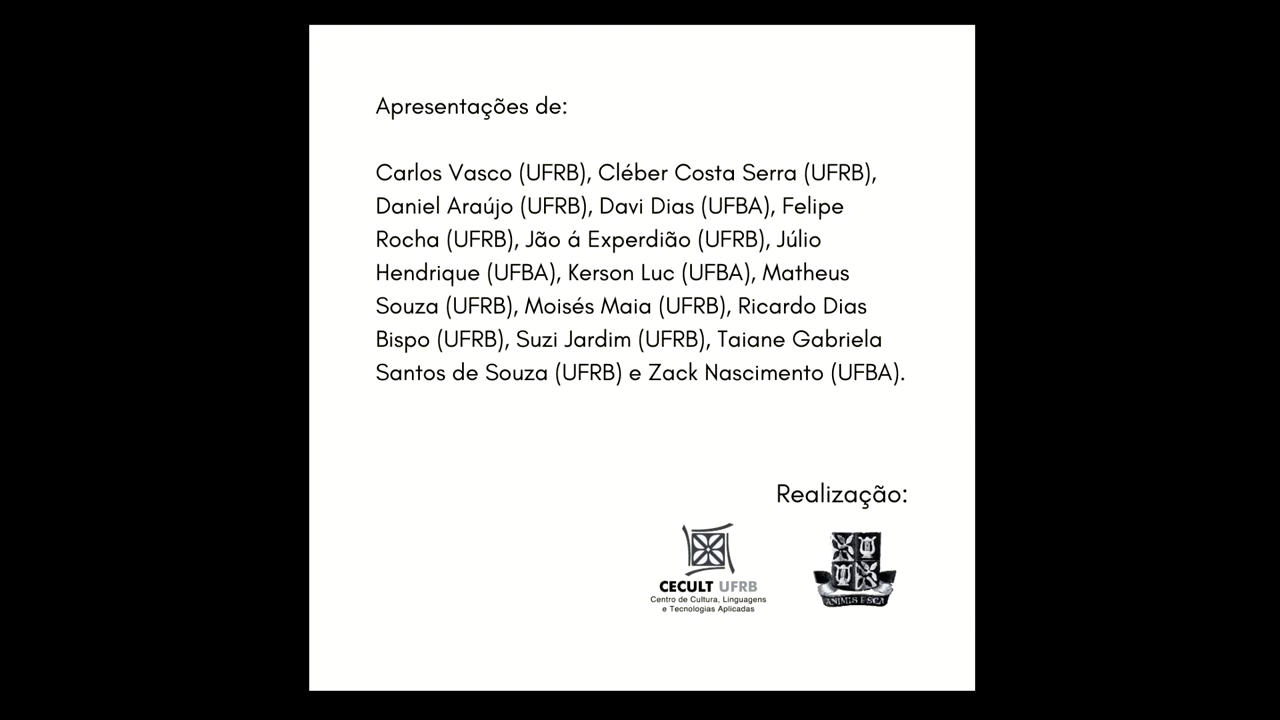 Apresentações de:
Carlos Vasco (UFRB), Cléber Costa Serra (UFRB),
Daniel Araújo (UFRB), Davi Dias (UFBA), Felipe
Rocha (UFRB), Jão á Experdião (UFRB), Júlio
Hendrique (UFBA), Kerson Luc (UFBA), Matheus
Souza (UFRB), Moisés Maia (UFRB), Ricardo Dias
Bispo (UFRB), Suzi Jardim (UFRB), Taiane Gabriela
Santos de Souza (UFRB) e Zack Nascimento (UFBA).
Realização:
CECULT UFRB
Centro de Cultura, Linguagens
e Tecnologias Aplicadas
ANIMIS ESCA